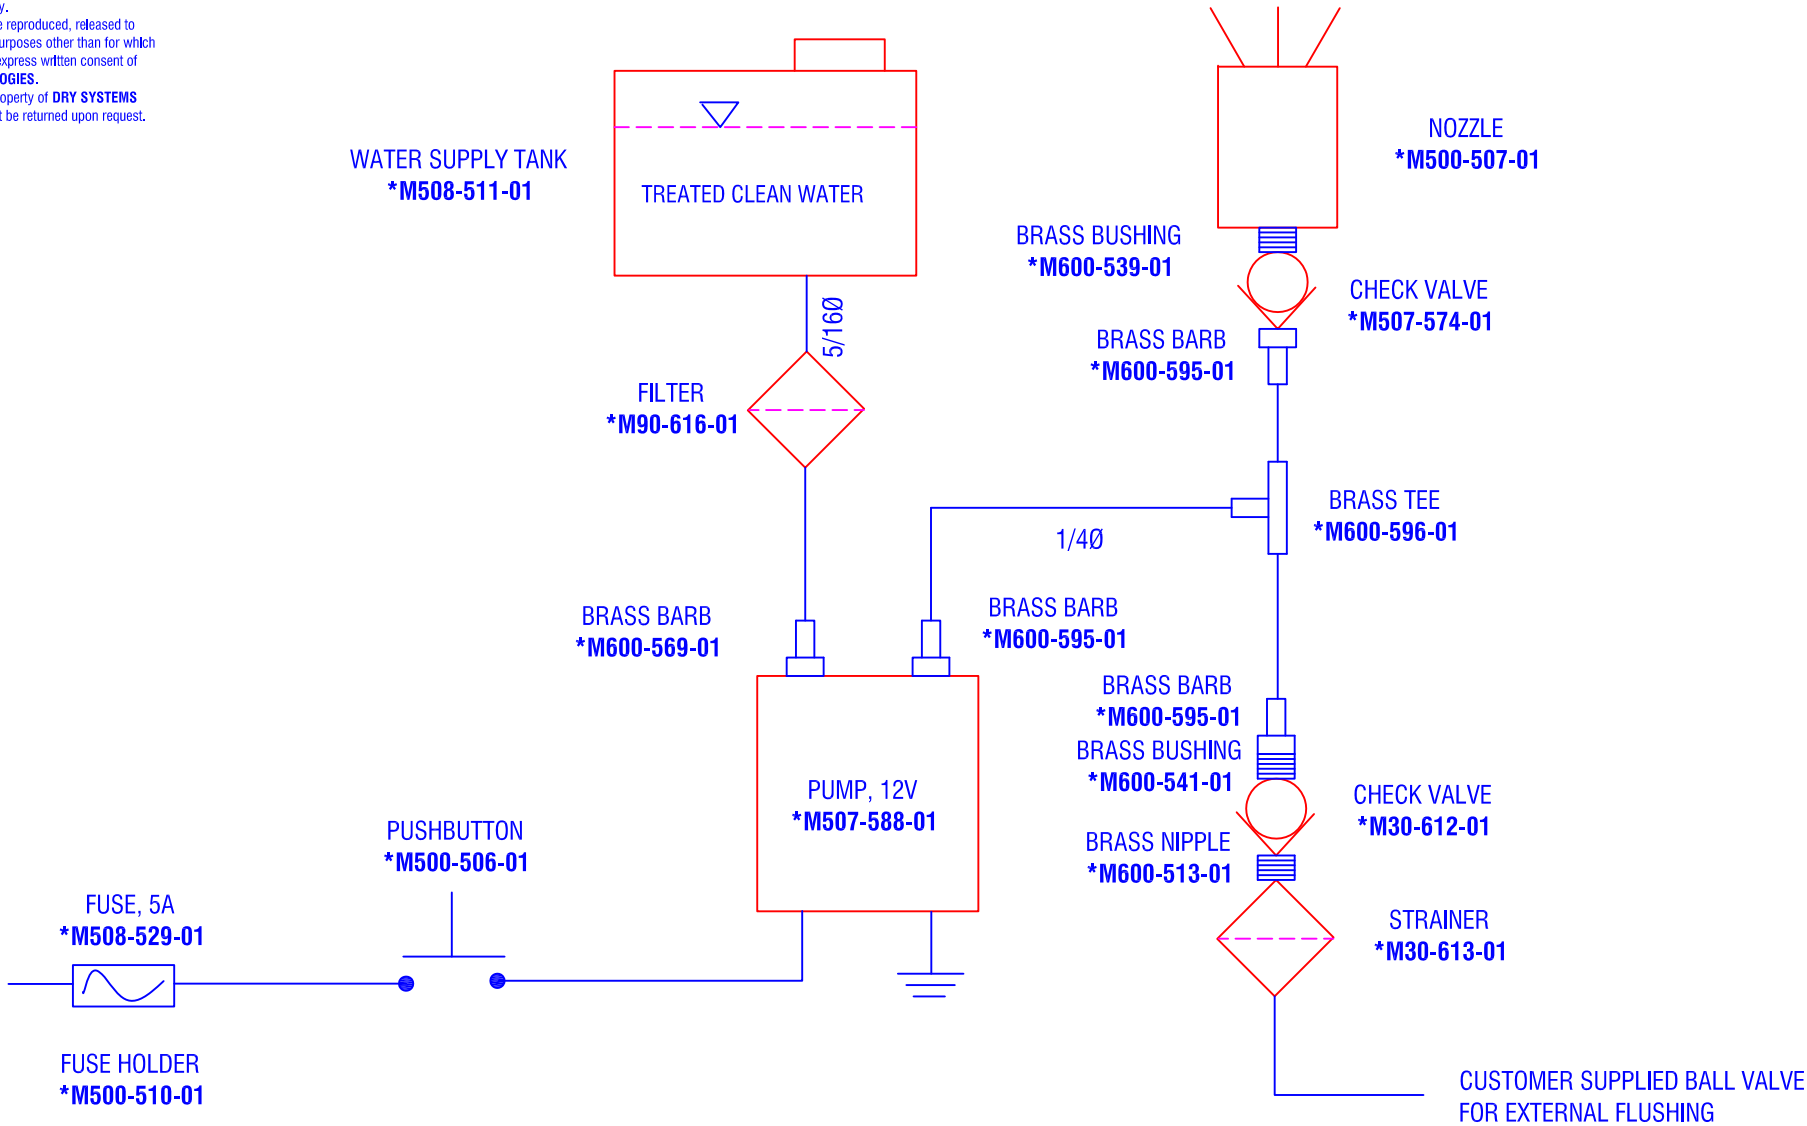 y.
e reproduced, released to
urposes other than for which
express written consent of
OGIES.
operty of DRY SYSTEMS
t be returned upon request.
WATER SUPPLY TANK
*M508-511-01
TREATED CLEAN WATER
NOZZLE
*M500-507-01
BRASS BUSHING
*M600-539-01
CHECK VALVE
*M507-574-01
5/16Ø
BRASS BARB
*M600-595-01
FILTER
*M90-616-01
BRASS TEE
*M600-596-01
1/4Ø
BRASS BARB
*M600-569-01
BRASS BARB
*M600-595-01
BRASS BARB
*M600-595-01
BRASS BUSHING
*M600-541-01
PUMP, 12V
*M507-588-01
CHECK VALVE
*M30-612-01
PUSHBUTTON
*M500-506-01
BRASS NIPPLE
*M600-513-01
FUSE, 5A
*M508-529-01
STRAINER
*M30-613-01
FUSE HOLDER
*M500-510-01
CUSTOMER SUPPLIED BALL VALVE
FOR EXTERNAL FLUSHING